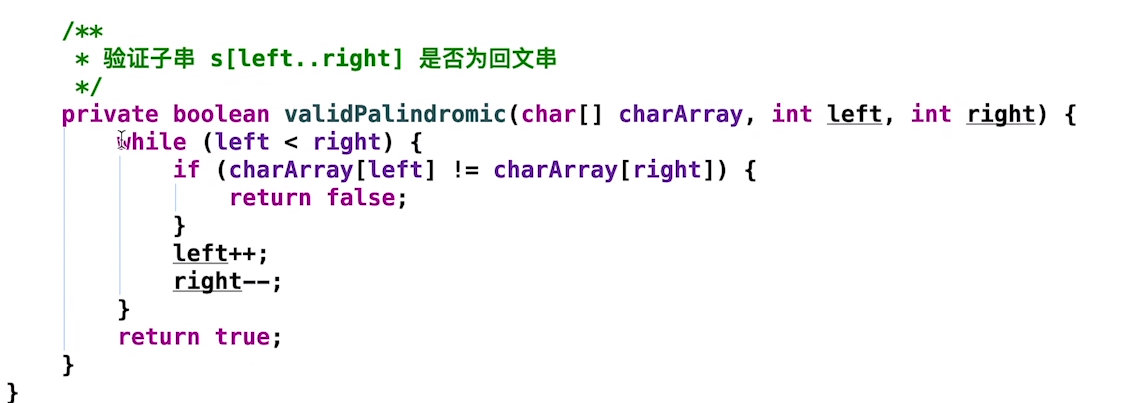 /**
 * 验证子串 s[left..right] 是否为回文串
 */
private boolean validPalindromic(char[] charArray, int left, int right) {
while (left < right) {
if (charArray[left] != charArray[right]) {
return false;
}
left++;
right--;
}
return true;
}
}